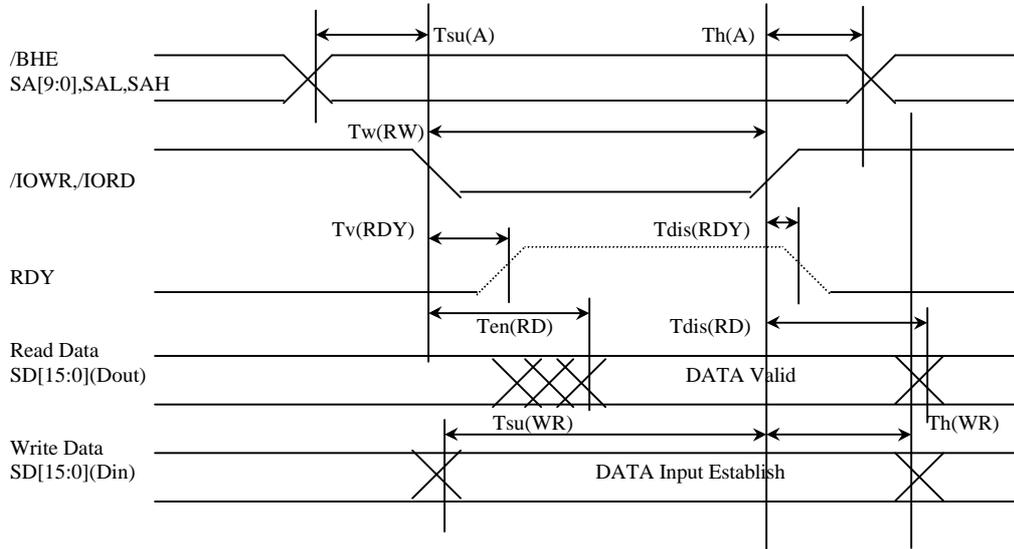 Tsu(A)
Th(A)
/BHE
SA[9:0],SAL,SAH
Tw(RW)
/IOWR,/IORD
Tv(RDY)
Tdis(RDY)
RDY
Ten(RD)
Tdis(RD)
Read Data
SD[15:0](Dout)
DATA Valid
Tsu(WR)
Th(WR)
Write Data
SD[15:0](Din)
DATA Input Establish